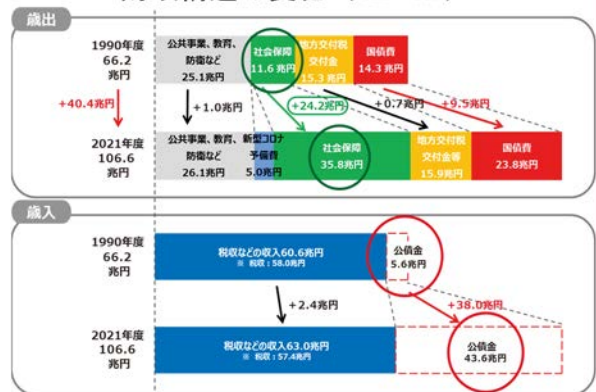 歳出
1990年度
66.2
兆円
公共事業、教育、
防衛など
25.1兆円
社会保障
11.6 兆円
地方交付税
交付金
15.3 兆円
国債費
14.3 兆円
+40.4兆円
+1.0兆円
+24.2兆円
+0.7兆円
+9.5兆円
2021年度
106.6
兆円
公共事業、教育、
防衛など
26.1兆円
新型コロナ
予備費
5.0兆円
社会保障
35.8兆円
地方交付税
交付金等
15.9兆円
国債費
23.8兆円
歳入
1990年度
66.2
兆円
税収などの収入60.6兆円
※ 税収：58.0兆円
公債金
5.6兆円
+2.4兆円
+38.0兆円
2021年度
106.6
兆円
税収などの収入63.0兆円
※ 税収：57.4兆円
公債金
43.6兆円